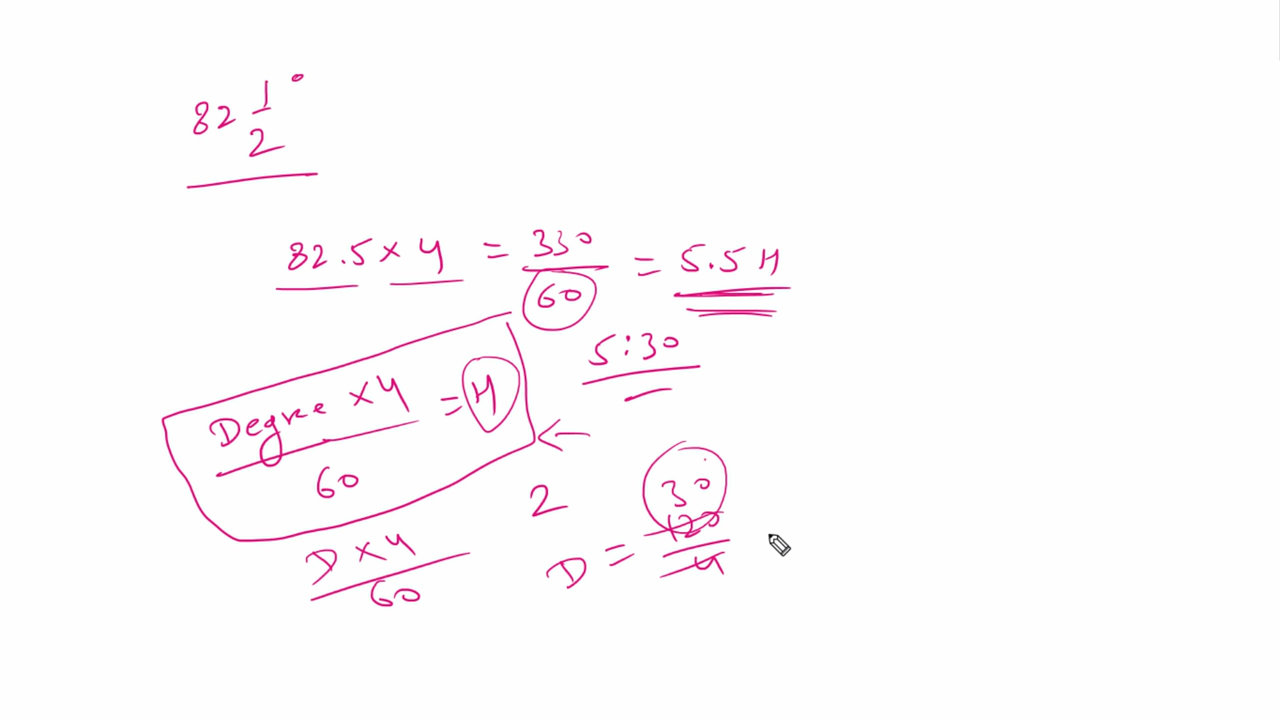 82 1/2 °
82.5 × 4 = 330/60 = 5.5 H
5:30
Degree × 4 / 60 = H
2
30
D = 120/4
D × 4 / 60